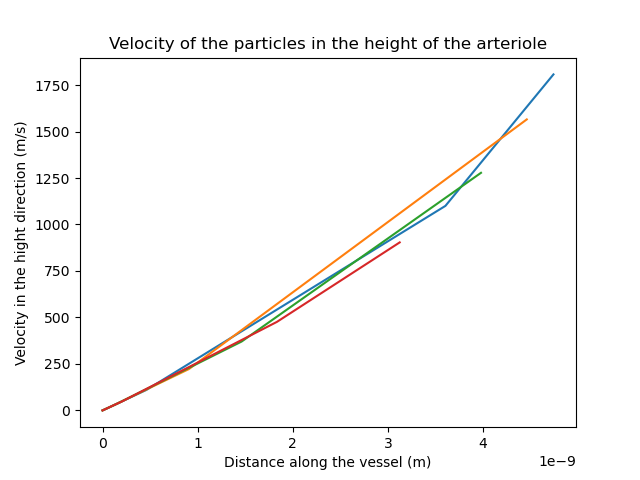 Velocity of the particles in the height of the arteriole
1750
1500
1250
1000
750
500
250
0
Velocity in the hight direction (m/s)
0 1 2 3 4
1e−9
Distance along the vessel (m)